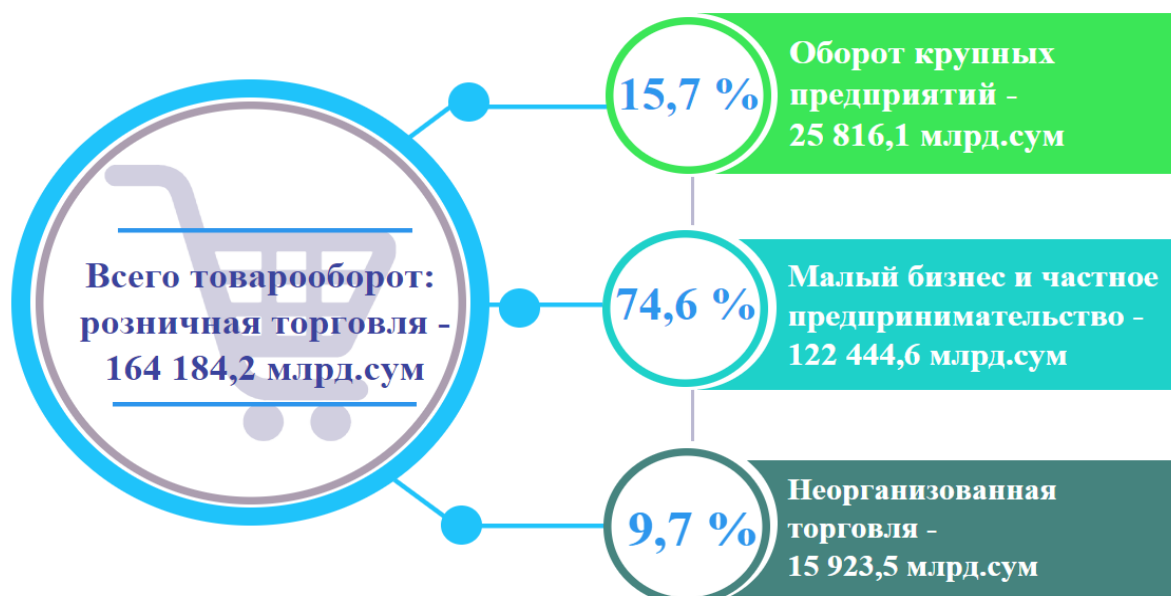 Всего товарооборот:
розничная торговля -
164 184,2 млрд.сум
15,7 %
Оборот крупных
предприятий -
25 816,1 млрд.сум
74,6 %
Малый бизнес и частное
предпринимательство -
122 444,6 млрд.сум
9,7 %
Неорганизованная
торговля -
15 923,5 млрд.сум